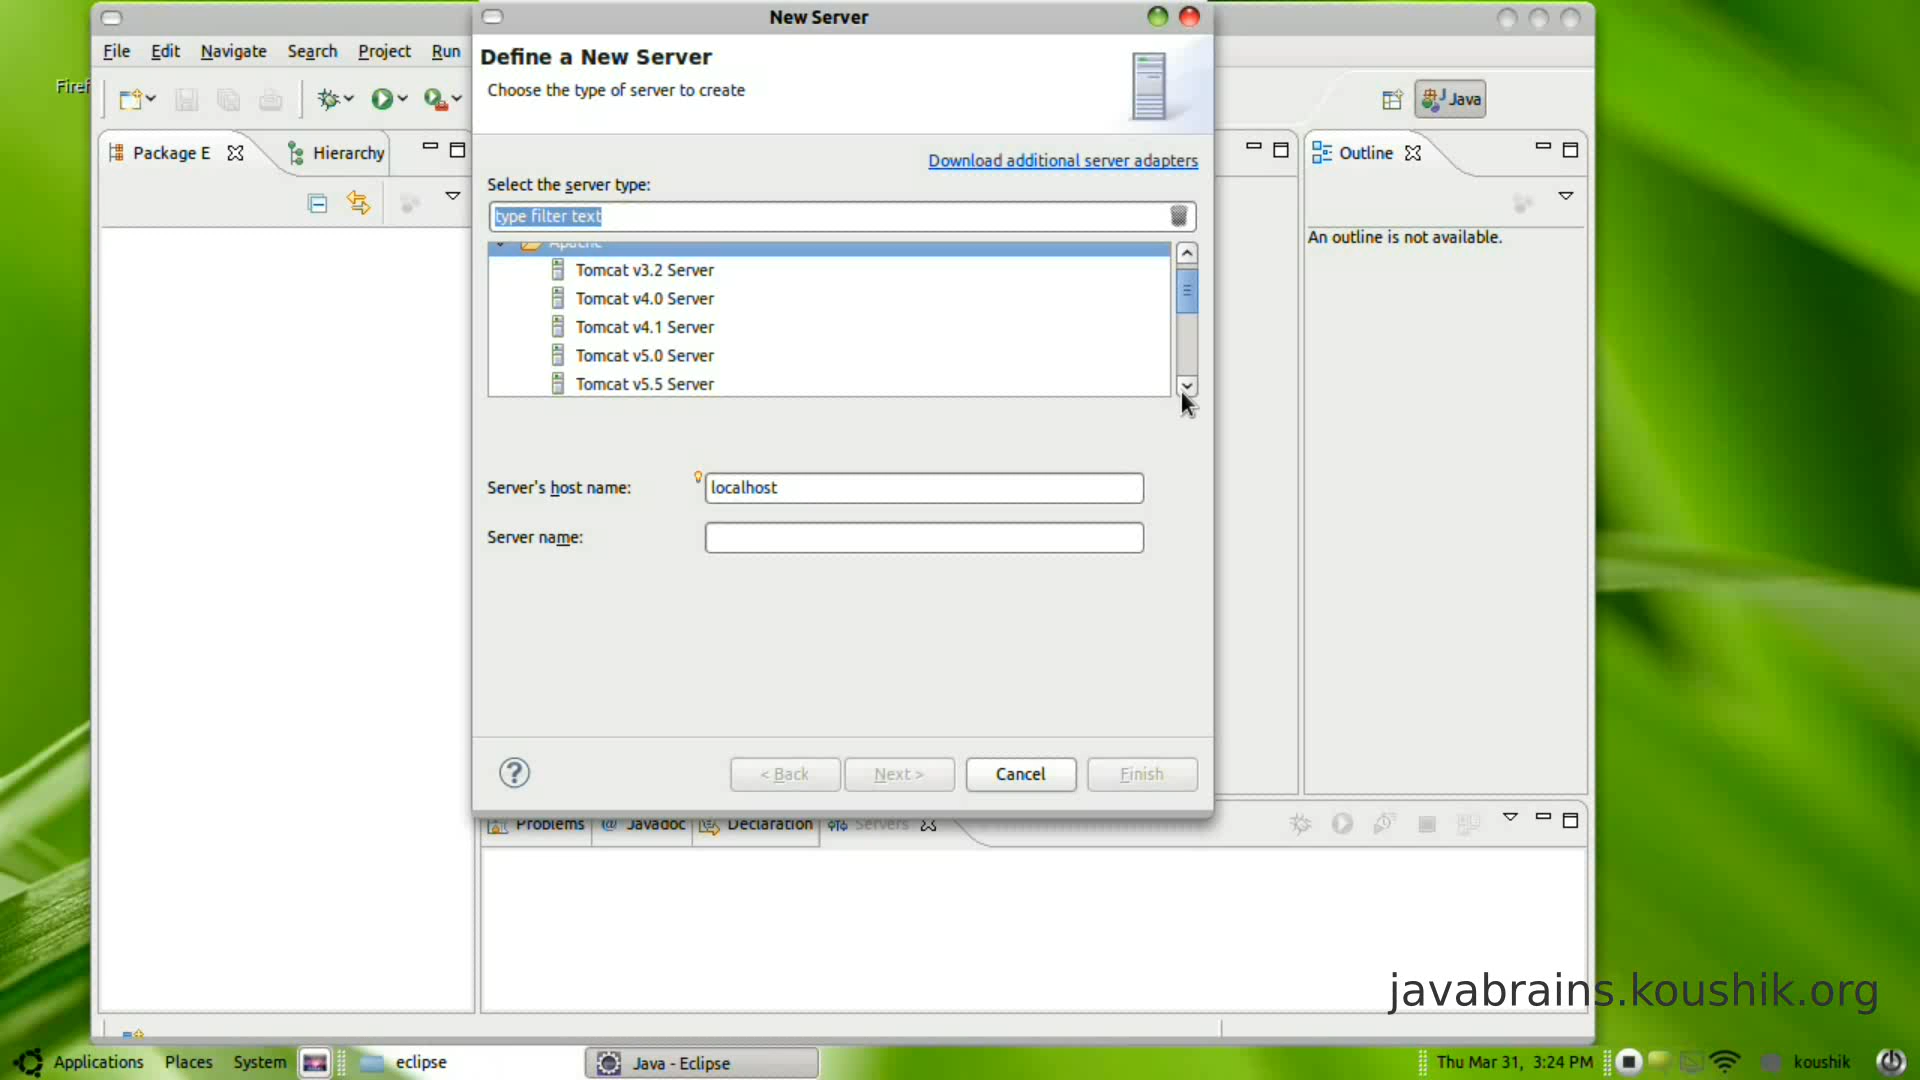 New Server
File Edit Navigate Search Project Run
Define a New Server
Choose the type of server to create
Java
Package E
Hierarchy
Outline
Download additional server adapters
Select the server type:
type filter text
An outline is not available.
Apache
Tomcat v3.2 Server
Tomcat v4.0 Server
Tomcat v4.1 Server
Tomcat v5.0 Server
Tomcat v5.5 Server
Server's host name: localhost
Server name:
< Back Next > Cancel Finish
Problems @ Javadoc Declaration Servers
javabrains.koushik.org
Applications Places System eclipse Java - Eclipse Thu Mar 31, 3:24 PM koushik